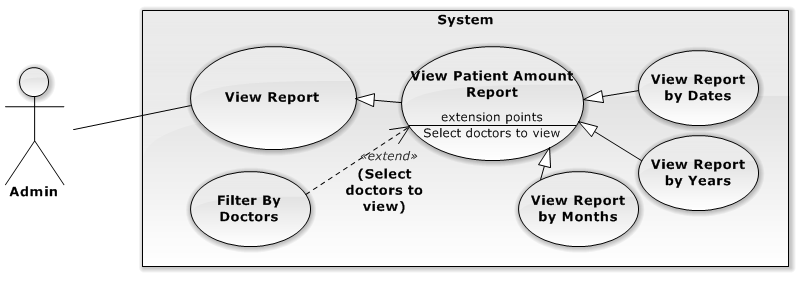 System
View Report
View Patient Amount
Report
extension points
Select doctors to view
View Report
by Dates
View Report
by Years
View Report
by Months
«extend»
(Select
doctors to
view)
Filter By
Doctors
Admin